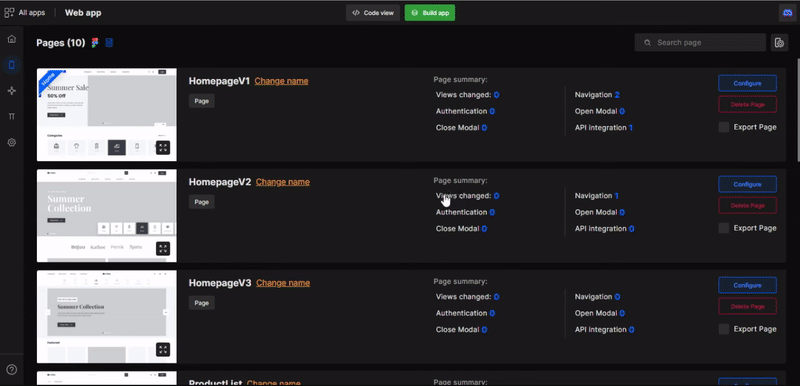 All apps
Web app
Code view
Build app
Pages (10)
Search page
Home
Summer Sale
50% Off
Categories
HomepageV1 Change name
Page
Page summary:
Views changed: 0
Navigation 2
Authentication 0
Open Modal 0
Close Modal 0
API integration 1
Configure
Delete Page
Export Page
Summer
Collection
HomepageV2 Change name
Page
Page summary:
Views changed: 0
Navigation 1
Authentication 0
Open Modal 0
Close Modal 0
API integration 0
Configure
Delete Page
Export Page
Summer Collection
Featured
HomepageV3 Change name
Page
Page summary:
Views changed: 0
Navigation 0
Authentication 0
Open Modal 0
Close Modal 0
API integration 0
Configure
Delete Page
Export Page
ProductList Change name
Page summary:
Configure